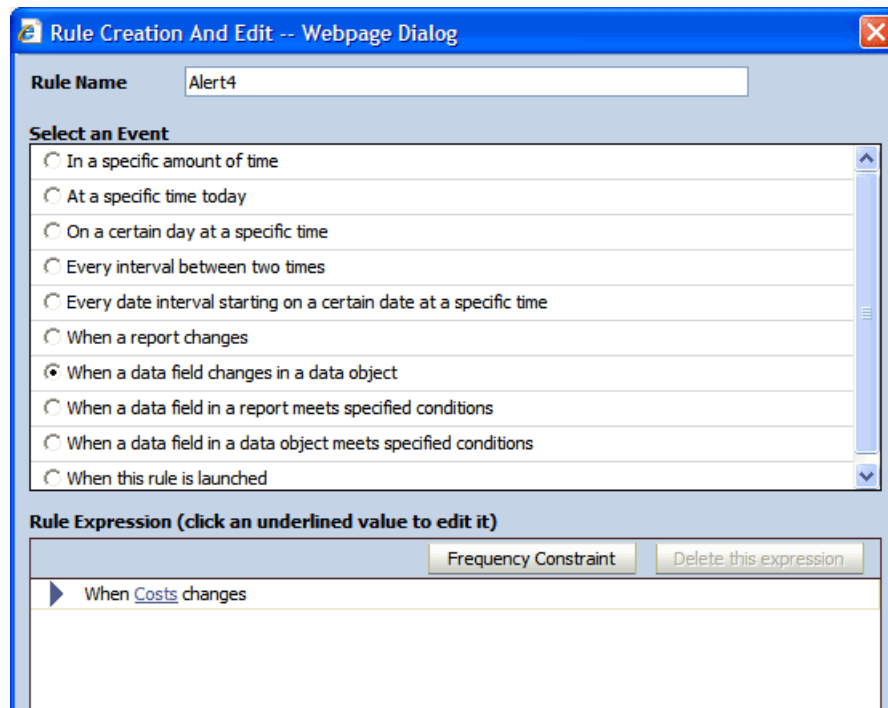 Rule Creation And Edit -- Webpage Dialog
Rule Name Alert4
Select an Event
In a specific amount of time
At a specific time today
On a certain day at a specific time
Every interval between two times
Every date interval starting on a certain date at a specific time
When a report changes
When a data field changes in a data object
When a data field in a report meets specified conditions
When a data field in a data object meets specified conditions
When this rule is launched
Rule Expression (click an underlined value to edit it)
Frequency Constraint Delete this expression
When Costs changes